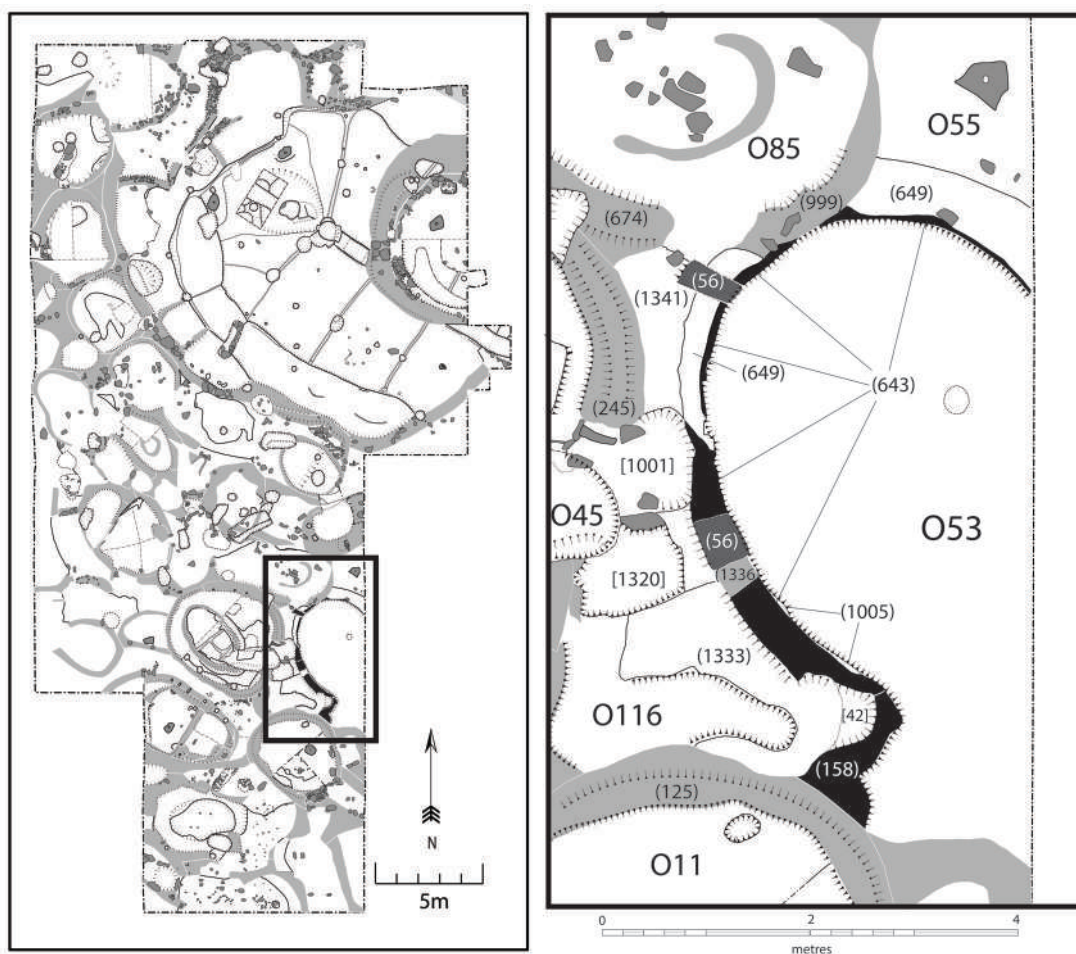 N
5m
O55
O85
(649)
(999)
(674)
(56)
(1341)
(649)
(643)
(245)
[1001]
O45
O53
(56)
(1336)
[1320]
(1005)
(1333)
[42]
O116
(158)
(125)
O11
0 2 4
metres